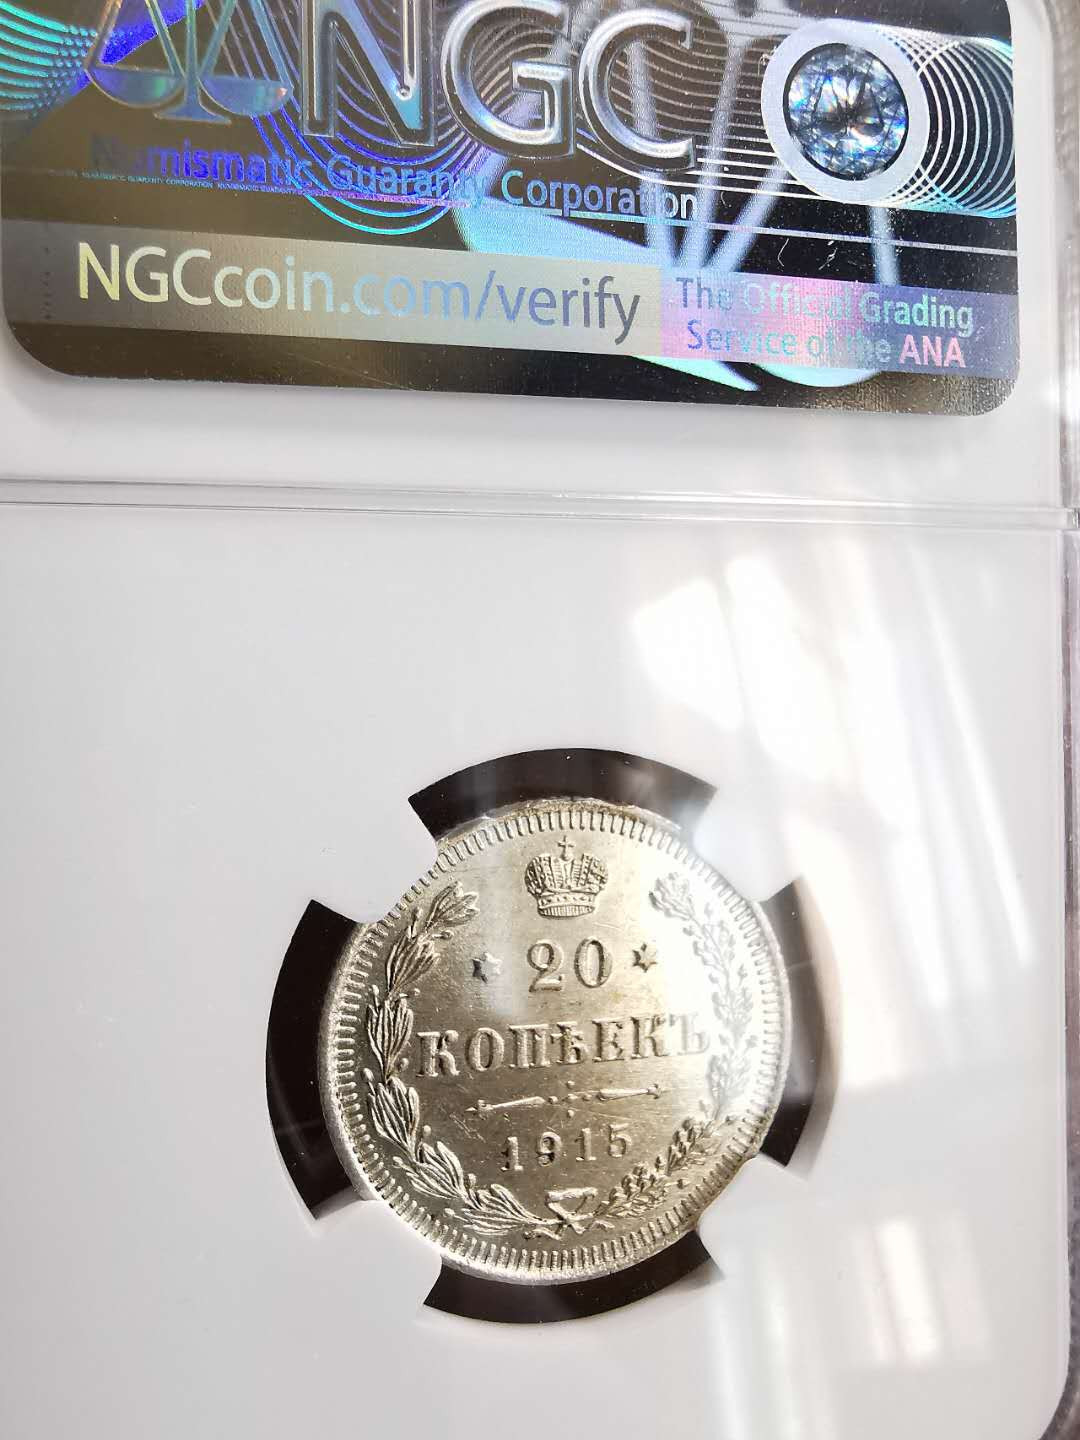 NGC
Numismatic Guaranty Corporation
NGCcoin.com/verify
The Official Grading
Service of the ANA
20
КОПѢЕКЪ
1915